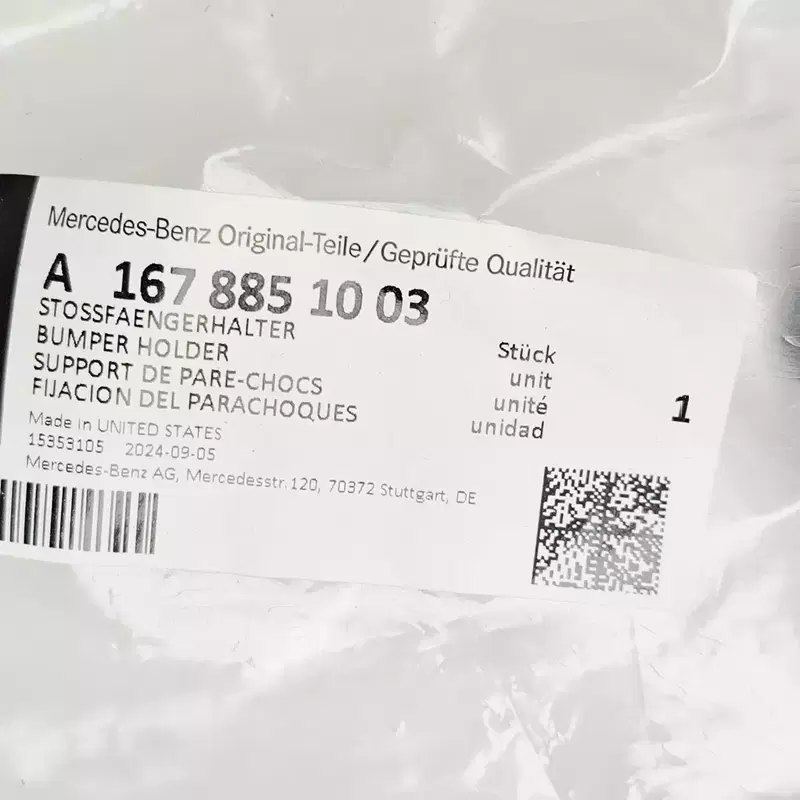 Mercedes-Benz Original-Teile/Geprüfte Qualität
A 167 885 10 03
STOSSFAENGERHALTER
BUMPER HOLDER
SUPPORT DE PARE-CHOCS
FIJACION DEL PARACHOQUES
Stück
unit
unité
unidad
1
Made in UNITED STATES
15353105 2024-09-05
Mercedes-Benz AG, Mercedesstr.120, 70372 Stuttgart, DE